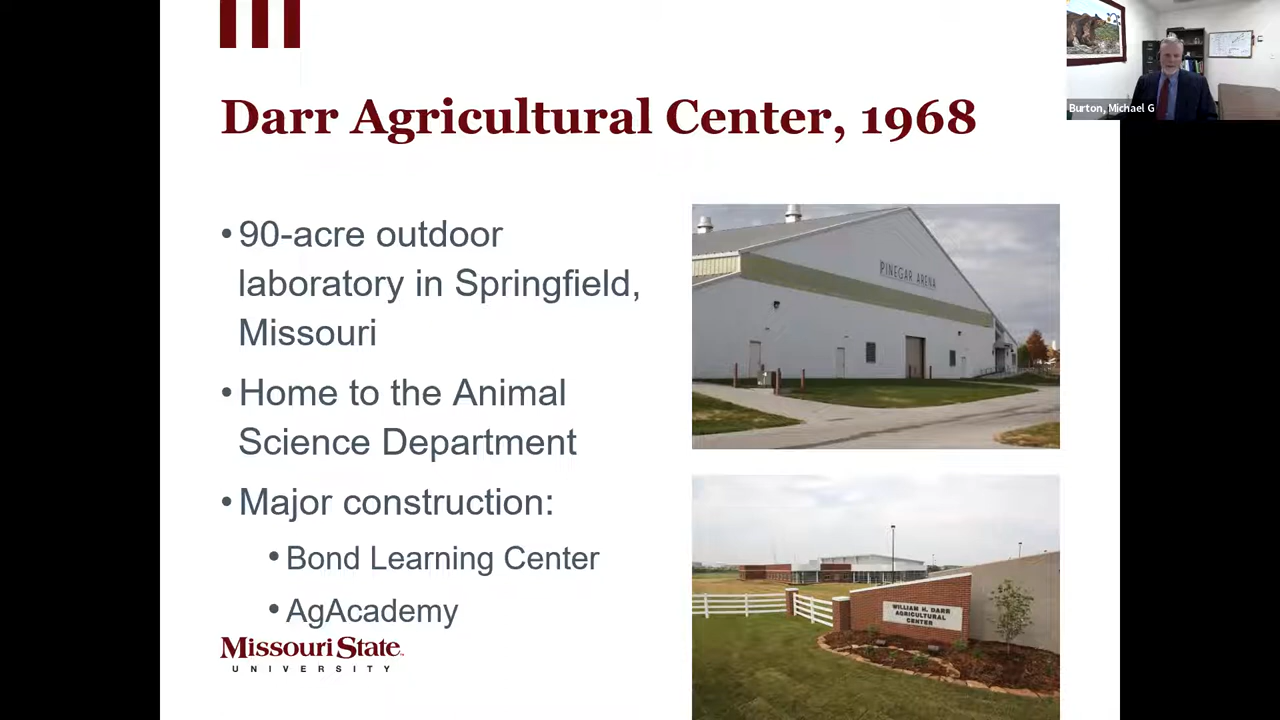 Darr Agricultural Center, 1968
• 90-acre outdoor
laboratory in Springfield,
Missouri
• Home to the Animal
Science Department
• Major construction:
• Bond Learning Center
• AgAcademy
Missouri State
UNIVERSITY
PINEGAR ARENA
WILLIAM H. DARR
AGRICULTURAL
CENTER
Burton, Michael G